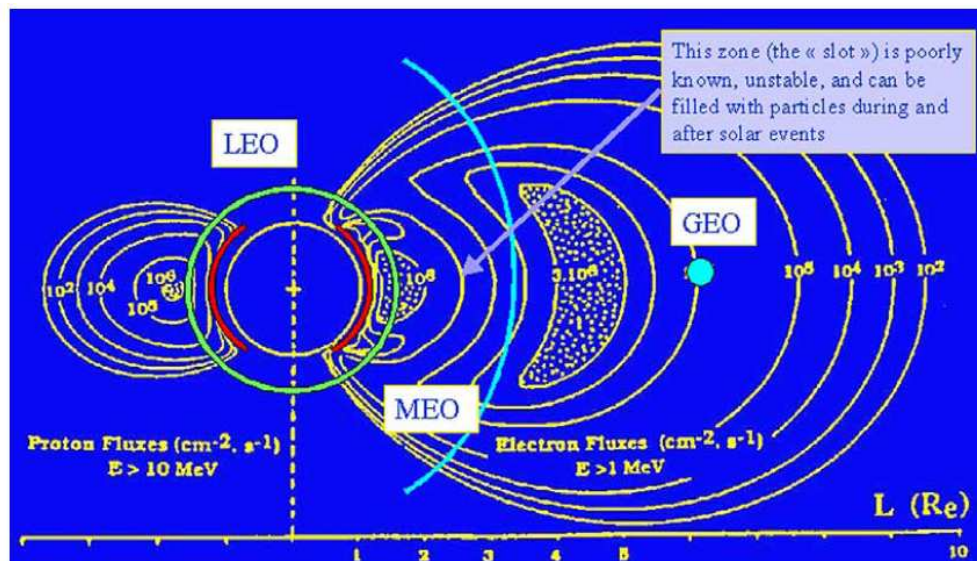 This zone (the « slot ») is poorly
known, unstable, and can be
filled with particles during and
after solar events
LEO
GEO
10² 10⁴ 10⁶ 10⁵
10⁶ 3.10⁶ 10⁵ 10⁴ 10³ 10²
MEO
Proton Fluxes (cm-2, s-1)
E > 10 MeV
Electron Fluxes (cm-2, s-1)
E >1 MeV
L (Re)
1 2 3 4 5 10